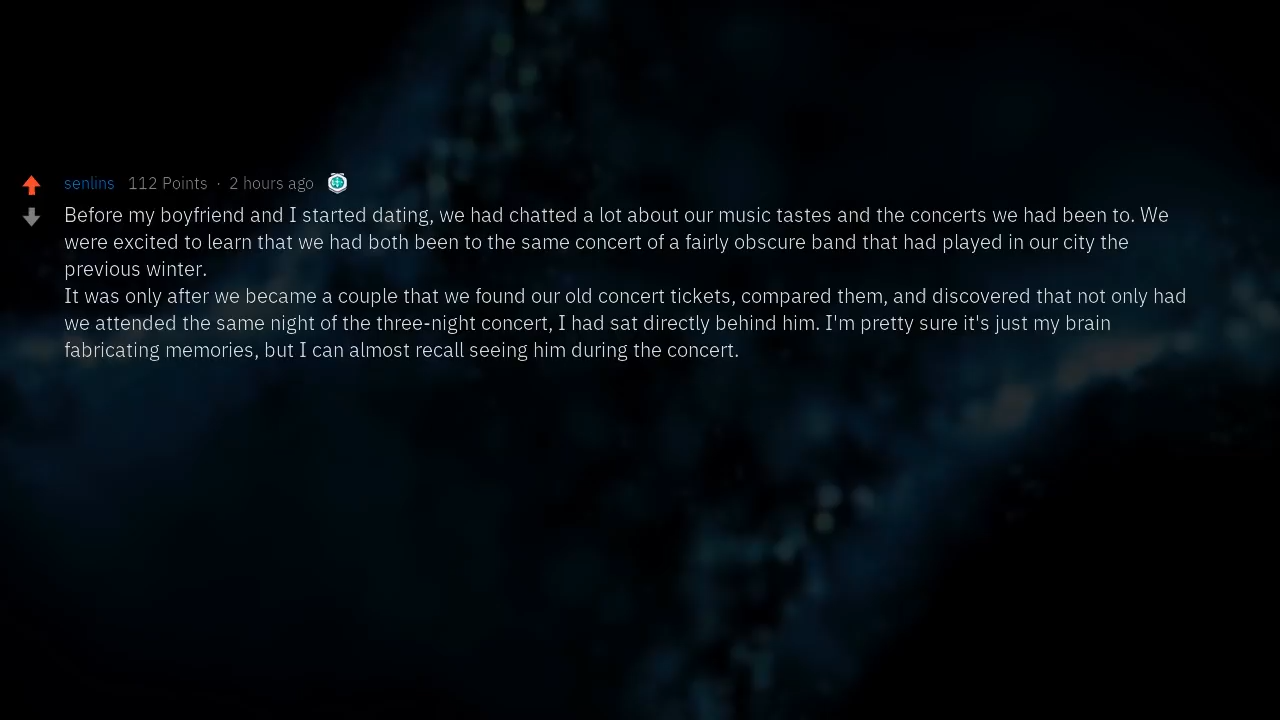 senlins 112 Points · 2 hours ago
Before my boyfriend and I started dating, we had chatted a lot about our music tastes and the concerts we had been to. We
were excited to learn that we had both been to the same concert of a fairly obscure band that had played in our city the
previous winter.
It was only after we became a couple that we found our old concert tickets, compared them, and discovered that not only had
we attended the same night of the three-night concert, I had sat directly behind him. I'm pretty sure it's just my brain
fabricating memories, but I can almost recall seeing him during the concert.